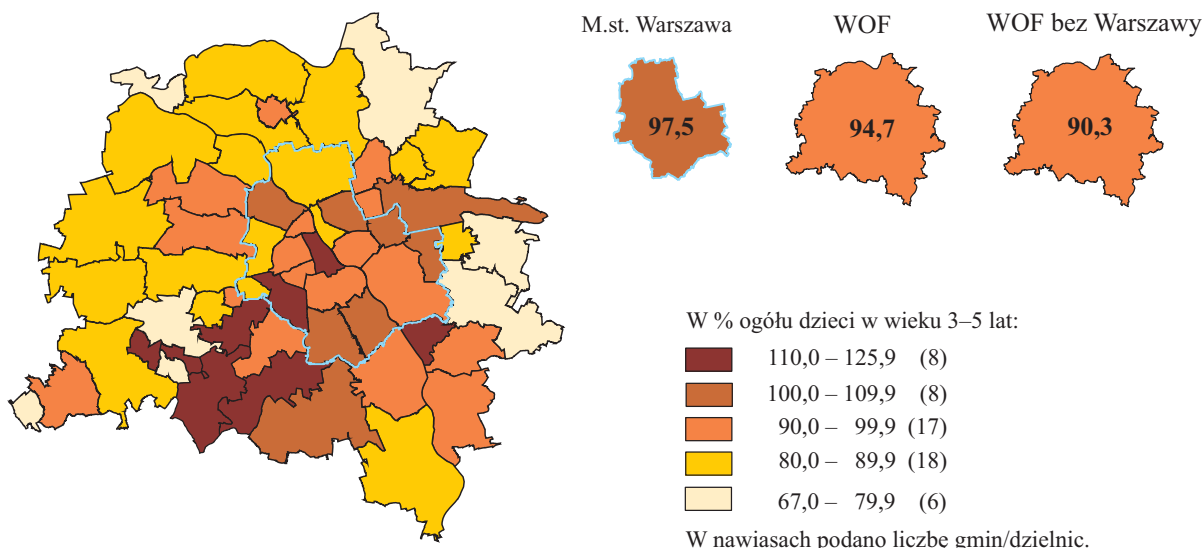 M.st. Warszawa
WOF
WOF bez Warszawy
97,5
94,7
90,3
W % ogółu dzieci w wieku 3–5 lat:
110,0 – 125,9 (8)
100,0 – 109,9 (8)
90,0 – 99,9 (17)
80,0 – 89,9 (18)
67,0 – 79,9 (6)
W nawiasach podano liczbę gmin/dzielnic.